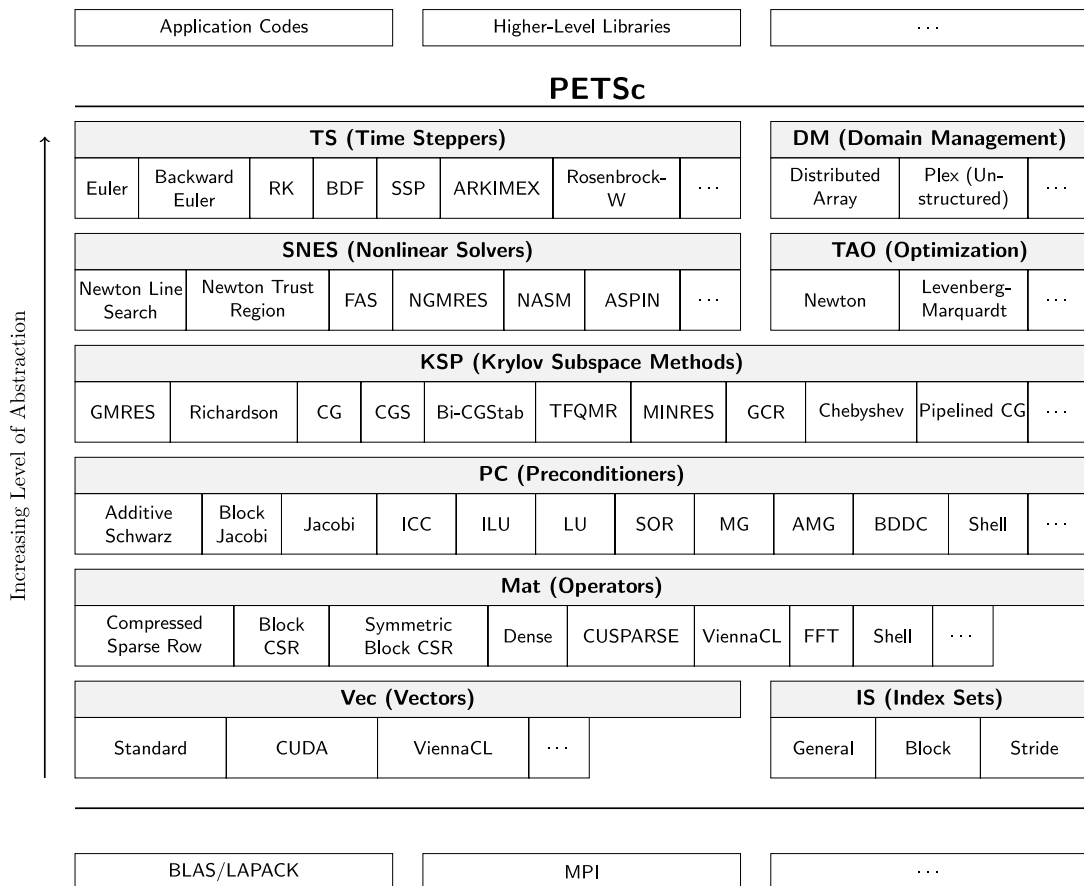 Application Codes
Higher-Level Libraries
···
PETSc
Increasing Level of Abstraction
TS (Time Steppers)
Euler
Backward
Euler
RK
BDF
SSP
ARKIMEX
Rosenbrock-
W
···
DM (Domain Management)
Distributed
Array
Plex (Un-
structured)
···
SNES (Nonlinear Solvers)
Newton Line
Search
Newton Trust
Region
FAS
NGMRES
NASM
ASPIN
···
TAO (Optimization)
Newton
Levenberg-
Marquardt
···
KSP (Krylov Subspace Methods)
GMRES
Richardson
CG
CGS
Bi-CGStab
TFQMR
MINRES
GCR
Chebyshev
Pipelined CG
···
PC (Preconditioners)
Additive
Schwarz
Block
Jacobi
Jacobi
ICC
ILU
LU
SOR
MG
AMG
BDDC
Shell
···
Mat (Operators)
Compressed
Sparse Row
Block
CSR
Symmetric
Block CSR
Dense
CUSPARSE
ViennaCL
FFT
Shell
···
Vec (Vectors)
Standard
CUDA
ViennaCL
···
IS (Index Sets)
General
Block
Stride
BLAS/LAPACK
MPI
···